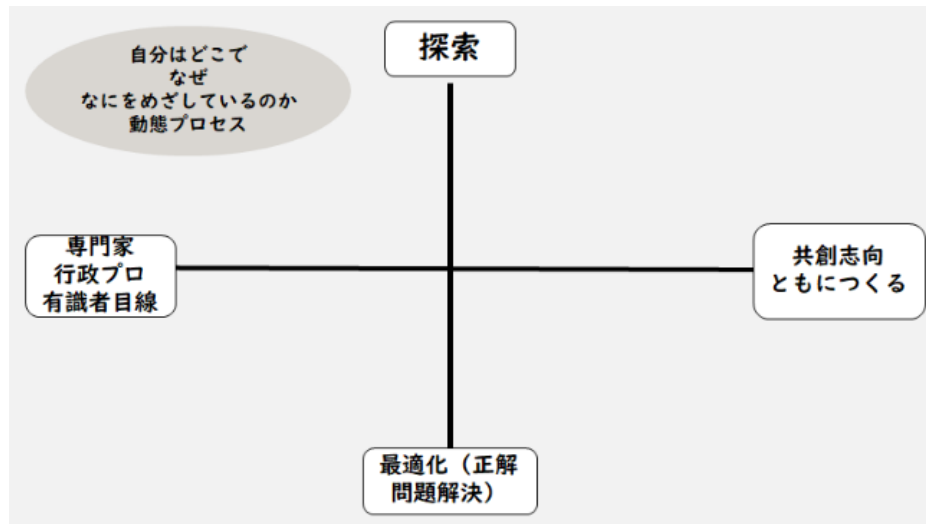 自分はどこで
なぜ
なにをめざしているのか
動態プロセス
探索
専門家
行政プロ
有識者目線
共創志向
ともにつくる
最適化（正解
問題解決）